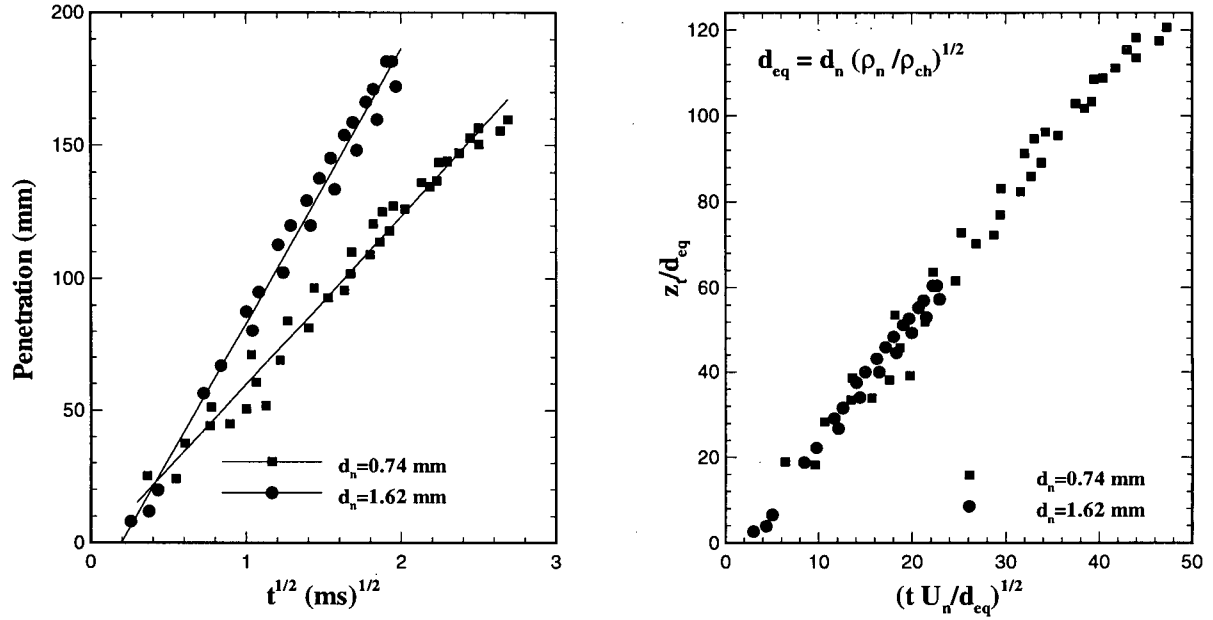 200
150
100
50
0
Penetration (mm)
d_n=0.74 mm
d_n=1.62 mm
0 1 2 3
t^1/2 (ms)^1/2
120
100
80
60
40
20
0
z_t/d_eq
d_eq = d_n (ρ_n /ρ_ch)^1/2
d_n=0.74 mm
d_n=1.62 mm
0 10 20 30 40 50
(t U_n/d_eq)^1/2